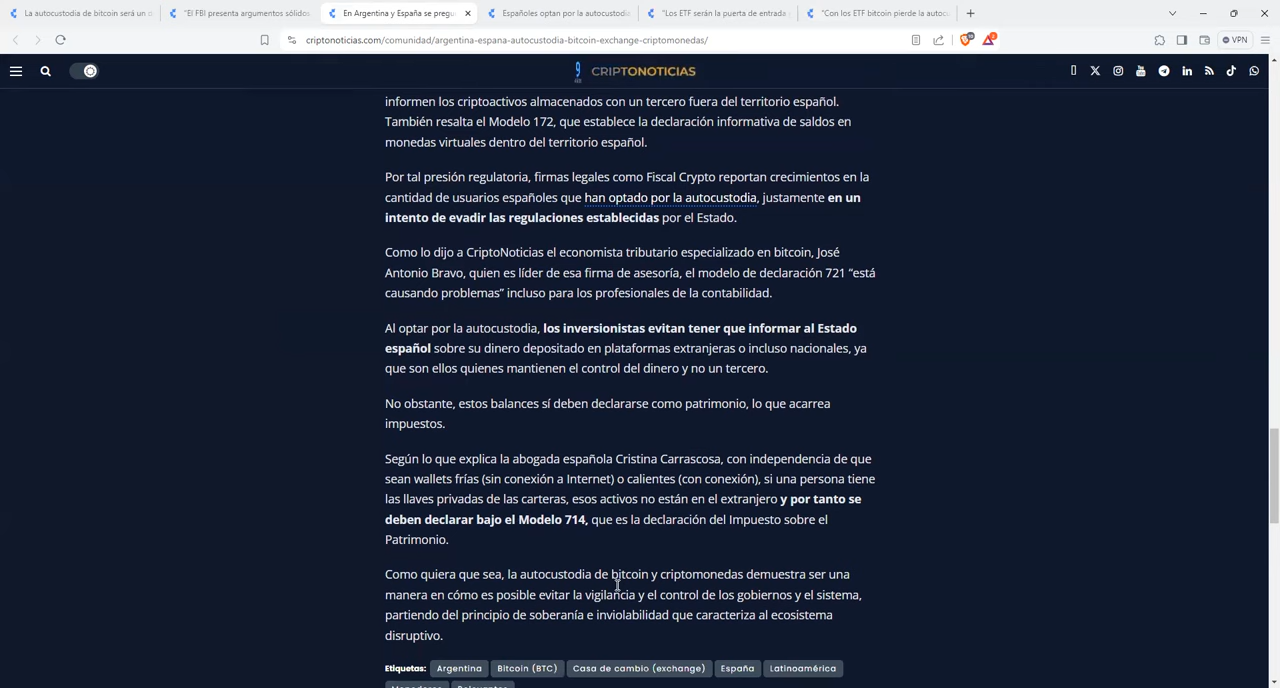 La autocustodia de bitcoin será un s
"El FBI presenta argumentos sólidos
En Argentina y España se pregu
Españoles optan por la autocustodia
"Los ETF serán la puerta de entrada
"Con los ETF bitcoin pierde la autoc
criptonoticias.com/comunidad/argentina-espana-autocustodia-bitcoin-exchange-criptomonedas/
VPN
CRIPTONOTICIAS
informen los criptoactivos almacenados con un tercero fuera del territorio español.
También resalta el Modelo 172, que establece la declaración informativa de saldos en
monedas virtuales dentro del territorio español.
Por tal presión regulatoria, firmas legales como Fiscal Crypto reportan crecimientos en la
cantidad de usuarios españoles que han optado por la autocustodia, justamente en un
intento de evadir las regulaciones establecidas por el Estado.
Como lo dijo a CriptoNoticias el economista tributario especializado en bitcoin, José
Antonio Bravo, quien es líder de esa firma de asesoría, el modelo de declaración 721 “está
causando problemas” incluso para los profesionales de la contabilidad.
Al optar por la autocustodia, los inversionistas evitan tener que informar al Estado
español sobre su dinero depositado en plataformas extranjeras o incluso nacionales, ya
que son ellos quienes mantienen el control del dinero y no un tercero.
No obstante, estos balances sí deben declararse como patrimonio, lo que acarrea
impuestos.
Según lo que explica la abogada española Cristina Carrascosa, con independencia de que
sean wallets frías (sin conexión a Internet) o calientes (con conexión), si una persona tiene
las llaves privadas de las carteras, esos activos no están en el extranjero y por tanto se
deben declarar bajo el Modelo 714, que es la declaración del Impuesto sobre el
Patrimonio.
Como quiera que sea, la autocustodia de bitcoin y criptomonedas demuestra ser una
manera en cómo es posible evitar la vigilancia y el control de los gobiernos y el sistema,
partiendo del principio de soberanía e inviolabilidad que caracteriza al ecosistema
disruptivo.
Etiquetas: Argentina Bitcoin (BTC) Casa de cambio (exchange) España Latinoamérica